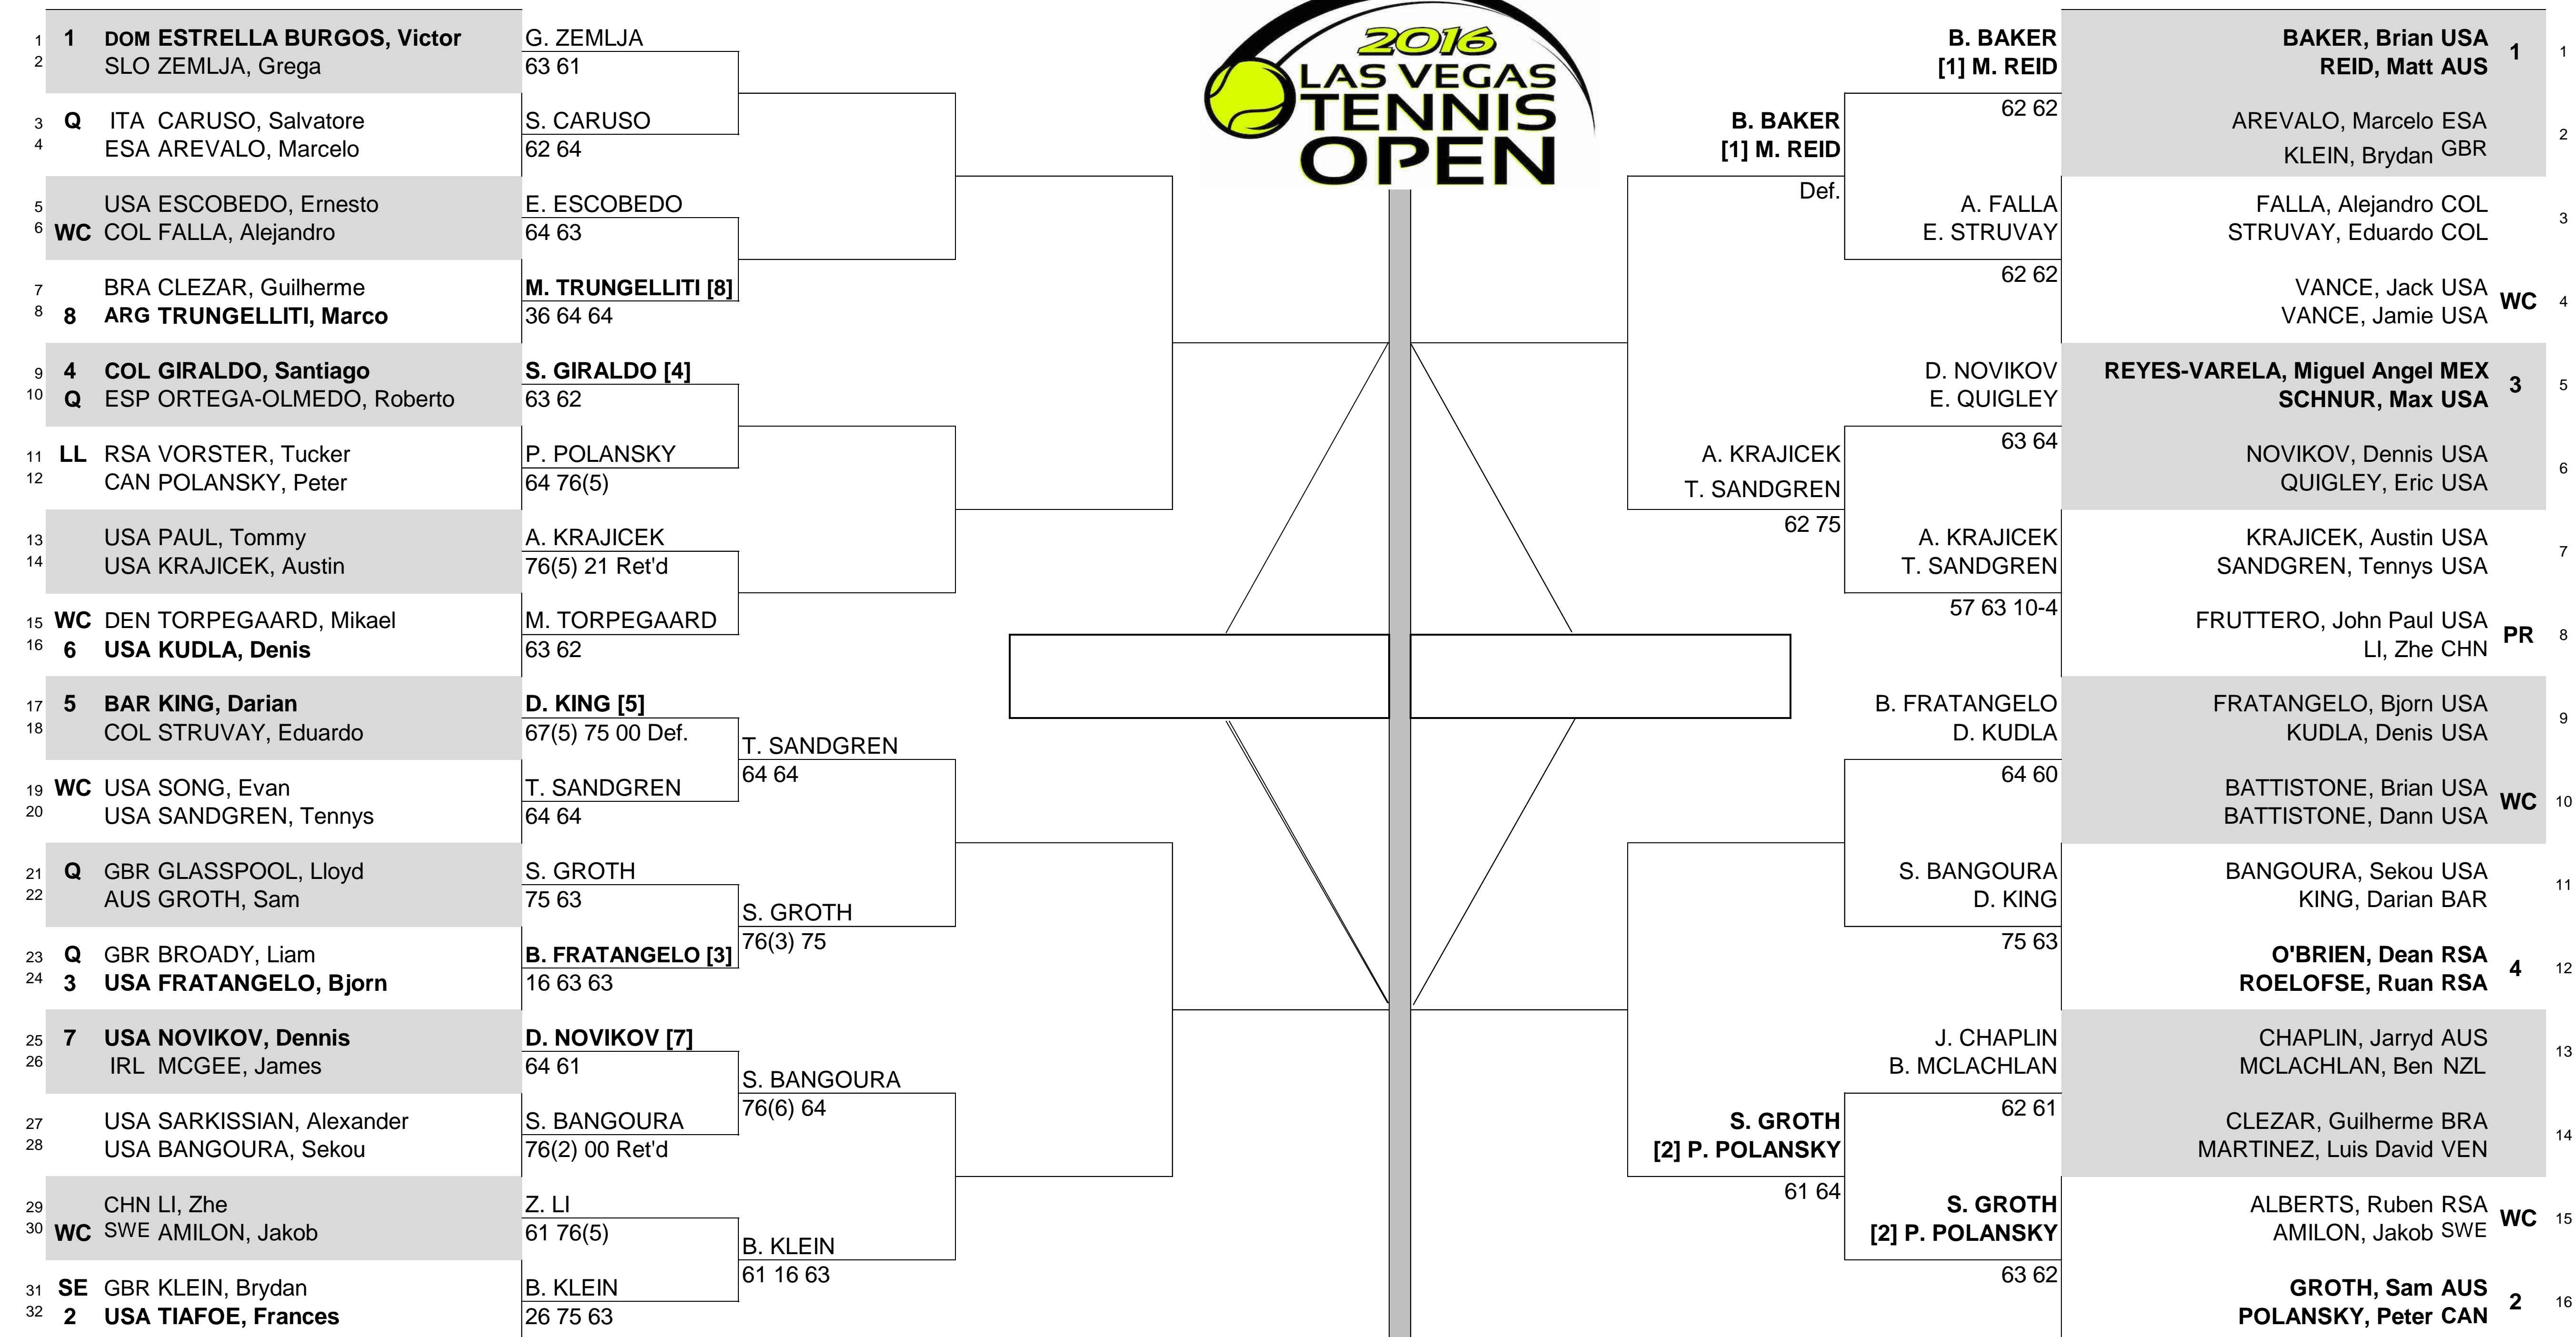 2016
LAS VEGAS
TENNIS
OPEN
1 1 DOM ESTRELLA BURGOS, Victor
2 SLO ZEMLJA, Grega
3 Q ITA CARUSO, Salvatore
4 ESA AREVALO, Marcelo
5 USA ESCOBEDO, Ernesto
6 WC COL FALLA, Alejandro
7 BRA CLEZAR, Guilherme
8 8 ARG TRUNGELLITI, Marco
9 4 COL GIRALDO, Santiago
10 Q ESP ORTEGA-OLMEDO, Roberto
11 LL RSA VORSTER, Tucker
12 CAN POLANSKY, Peter
13 USA PAUL, Tommy
14 USA KRAJICEK, Austin
15 WC DEN TORPEGAARD, Mikael
16 6 USA KUDLA, Denis
17 5 BAR KING, Darian
18 COL STRUVAY, Eduardo
19 WC USA SONG, Evan
20 USA SANDGREN, Tennys
21 Q GBR GLASSPOOL, Lloyd
22 AUS GROTH, Sam
23 Q GBR BROADY, Liam
24 3 USA FRATANGELO, Bjorn
25 7 USA NOVIKOV, Dennis
26 IRL MCGEE, James
27 USA SARKISSIAN, Alexander
28 USA BANGOURA, Sekou
29 CHN LI, Zhe
30 WC SWE AMILON, Jakob
31 SE GBR KLEIN, Brydan
32 2 USA TIAFOE, Frances
G. ZEMLJA
63 61
S. CARUSO
62 64
E. ESCOBEDO
64 63
M. TRUNGELLITI [8]
36 64 64
S. GIRALDO [4]
63 62
P. POLANSKY
64 76(5)
A. KRAJICEK
76(5) 21 Ret'd
M. TORPEGAARD
63 62
D. KING [5]
67(5) 75 00 Def.
T. SANDGREN
64 64
S. GROTH
75 63
B. FRATANGELO [3]
16 63 63
D. NOVIKOV [7]
64 61
S. BANGOURA
76(2) 00 Ret'd
Z. LI
61 76(5)
B. KLEIN
26 75 63
T. SANDGREN
64 64
S. GROTH
76(3) 75
S. BANGOURA
76(6) 64
B. KLEIN
61 16 63
B. BAKER
[1] M. REID
Def.
A. KRAJICEK
T. SANDGREN
62 75
S. GROTH
[2] P. POLANSKY
61 64
B. BAKER
[1] M. REID
62 62
A. FALLA
E. STRUVAY
62 62
D. NOVIKOV
E. QUIGLEY
63 64
A. KRAJICEK
T. SANDGREN
57 63 10-4
B. FRATANGELO
D. KUDLA
64 60
S. BANGOURA
D. KING
75 63
J. CHAPLIN
B. MCLACHLAN
62 61
S. GROTH
[2] P. POLANSKY
63 62
BAKER, Brian USA
REID, Matt AUS 1 1
AREVALO, Marcelo ESA
KLEIN, Brydan GBR 2
FALLA, Alejandro COL
STRUVAY, Eduardo COL 3
VANCE, Jack USA
VANCE, Jamie USA WC 4
REYES-VARELA, Miguel Angel MEX
SCHNUR, Max USA 3 5
NOVIKOV, Dennis USA
QUIGLEY, Eric USA 6
KRAJICEK, Austin USA
SANDGREN, Tennys USA 7
FRUTTERO, John Paul USA
LI, Zhe CHN PR 8
FRATANGELO, Bjorn USA
KUDLA, Denis USA 9
BATTISTONE, Brian USA
BATTISTONE, Dann USA WC 10
BANGOURA, Sekou USA
KING, Darian BAR 11
O'BRIEN, Dean RSA
ROELOFSE, Ruan RSA 4 12
CHAPLIN, Jarryd AUS
MCLACHLAN, Ben NZL 13
CLEZAR, Guilherme BRA
MARTINEZ, Luis David VEN 14
ALBERTS, Ruben RSA
AMILON, Jakob SWE WC 15
GROTH, Sam AUS
POLANSKY, Peter CAN 2 16